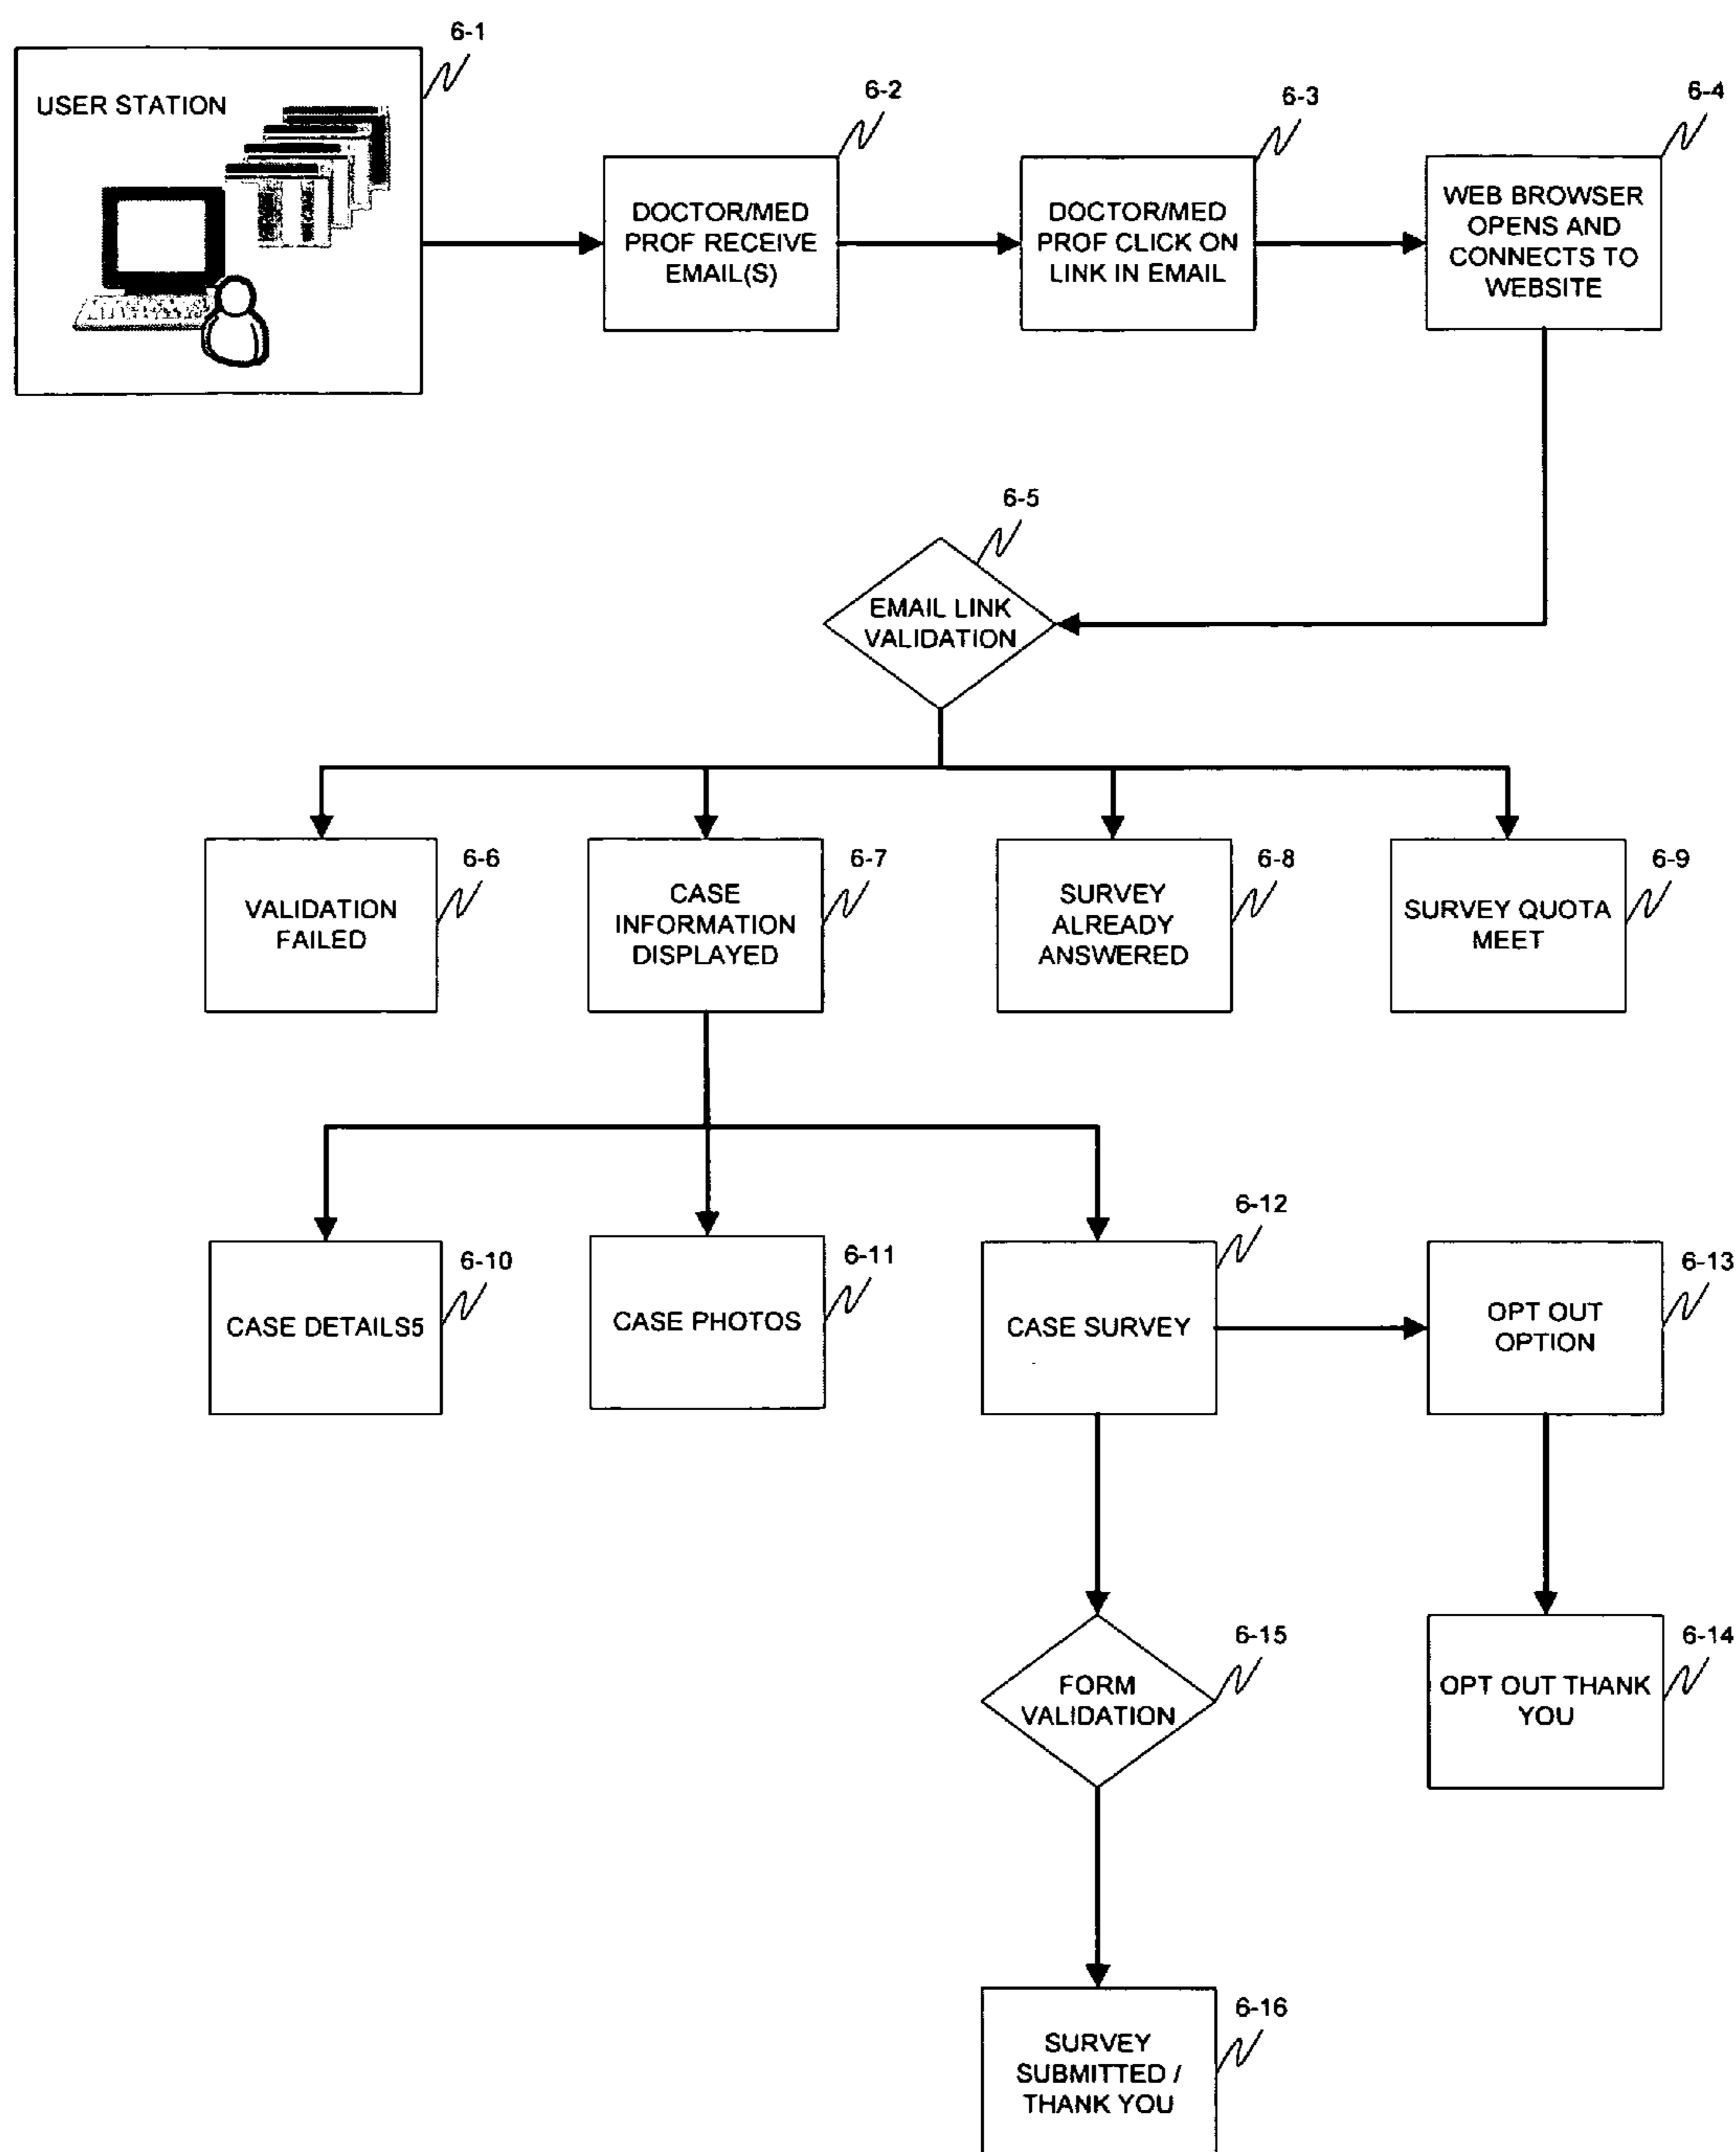 6-1
USER STATION
6-2
6-3
6-4
DOCTOR/MED
PROF RECEIVE
EMAIL(S)
DOCTOR/MED
PROF CLICK ON
LINK IN EMAIL
WEB BROWSER
OPENS AND
CONNECTS TO
WEBSITE
6-5
EMAIL LINK
VALIDATION
6-6
VALIDATION
FAILED
6-7
CASE
INFORMATION
DISPLAYED
6-8
SURVEY
ALREADY
ANSWERED
6-9
SURVEY QUOTA
MEET
6-10
CASE DETAILS5
6-11
CASE PHOTOS
6-12
CASE SURVEY
6-13
OPT OUT
OPTION
6-15
FORM
VALIDATION
6-14
OPT OUT THANK
YOU
6-16
SURVEY
SUBMITTED /
THANK YOU